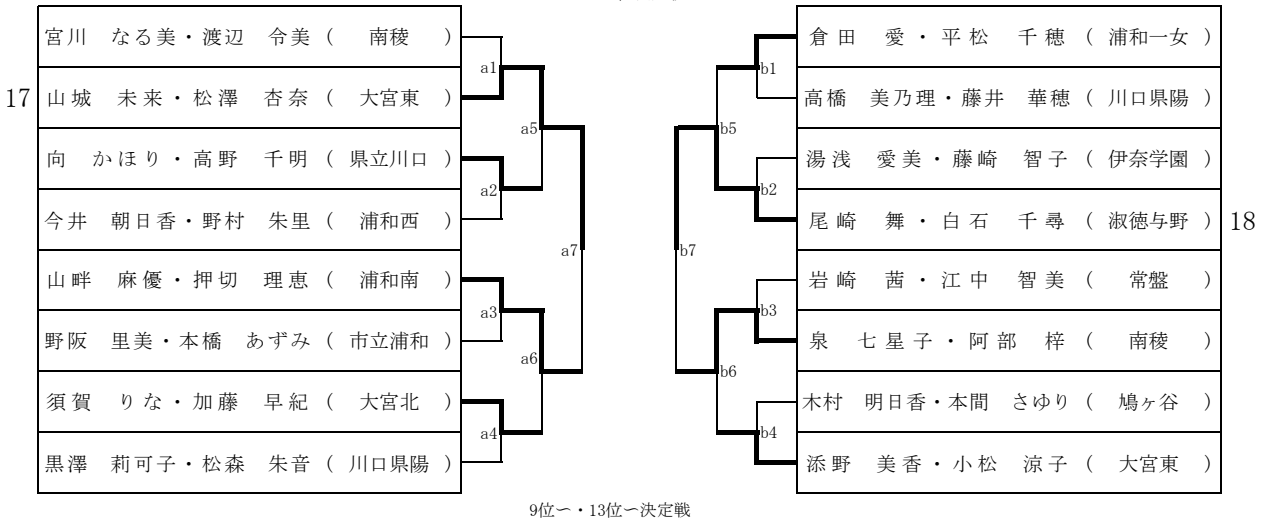 宮川 なる美・渡辺 令美 ( 南稜 )
17 山城 未来・松澤 杏奈 ( 大宮東 )
向 かほり・高野 千明 ( 県立川口 )
今井 朝日香・野村 朱里 ( 浦和西 )
山畔 麻優・押切 理恵 ( 浦和南 )
野阪 里美・本橋 あずみ ( 市立浦和 )
須賀 りな・加藤 早紀 ( 大宮北 )
黒澤 莉可子・松森 朱音 ( 川口県陽 )
a1
a2
a3
a4
a5
a6
a7
倉田 愛・平松 千穂 ( 浦和一女 )
高橋 美乃理・藤井 華穂 ( 川口県陽 )
湯浅 愛美・藤崎 智子 ( 伊奈学園 )
尾崎 舞・白石 千尋 ( 淑徳与野 ) 18
岩崎 茜・江中 智美 ( 常盤 )
泉 七星子・阿部 梓 ( 南稜 )
木村 明日香・本間 さゆり ( 鳩ヶ谷 )
添野 美香・小松 涼子 ( 大宮東 )
b1
b2
b3
b4
b5
b6
b7
9位〜・13位〜決定戦